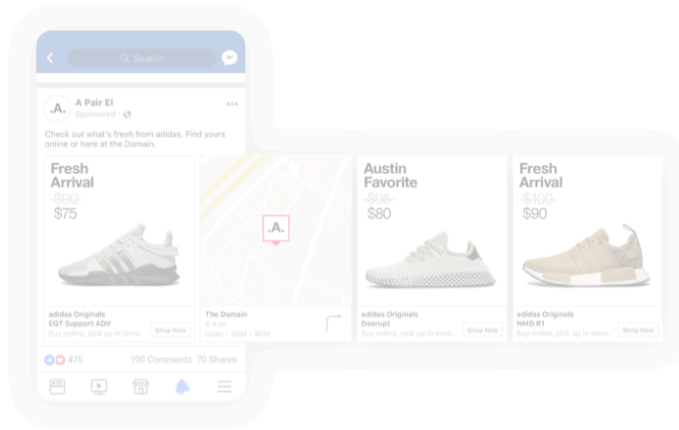 Search
.A.
A Pair El
Sponsored ·
Check out what's fresh from adidas. Find yours
online or here at the Domain.
Fresh
Arrival
$90
$75
adidas Originals
EQT Support ADV
Buy online, pick up in store.
Shop Now
.A.
The Domain
0.4 mi
Open - 9AM - 9PM
Austin
Favorite
$95
$80
adidas Originals
Deerupt
Buy online, pick up in store.
Shop Now
Fresh
Arrival
$100
$90
adidas Originals
NMD R1
Buy online, pick up in store.
Shop Now
475
190 Comments 70 Shares